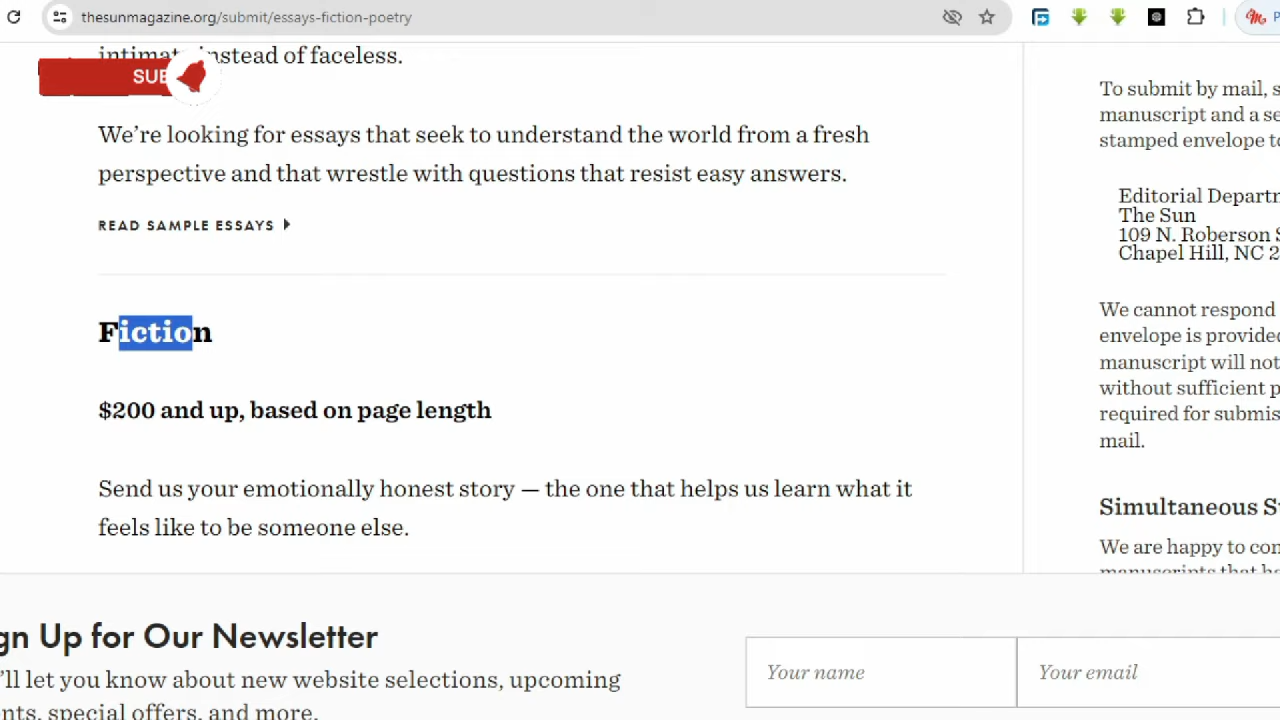 thesunmagazine.org/submit/essays-fiction-poetry
instead of faceless.
SUB
We’re looking for essays that seek to understand the world from a fresh
perspective and that wrestle with questions that resist easy answers.
READ SAMPLE ESSAYS
Fiction
$200 and up, based on page length
Send us your emotionally honest story — the one that helps us learn what it
feels like to be someone else.
To submit by mail, s
manuscript and a se
stamped envelope to
Editorial Departm
The Sun
109 N. Roberson S
Chapel Hill, NC 2
We cannot respond
envelope is provided
manuscript will not
without sufficient p
required for submis
mail.
Simultaneous S
We are happy to con
gn Up for Our Newsletter
’ll let you know about new website selections, upcoming
nts, special offers, and more.
Your name
Your email